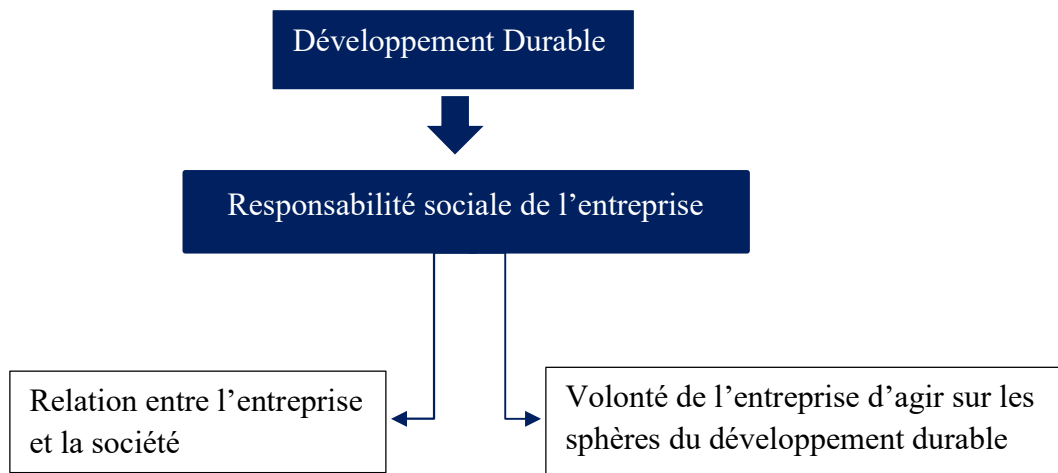 Développement Durable
Responsabilité sociale de l’entreprise
Relation entre l’entreprise
et la société
Volonté de l’entreprise d’agir sur les
sphères du développement durable